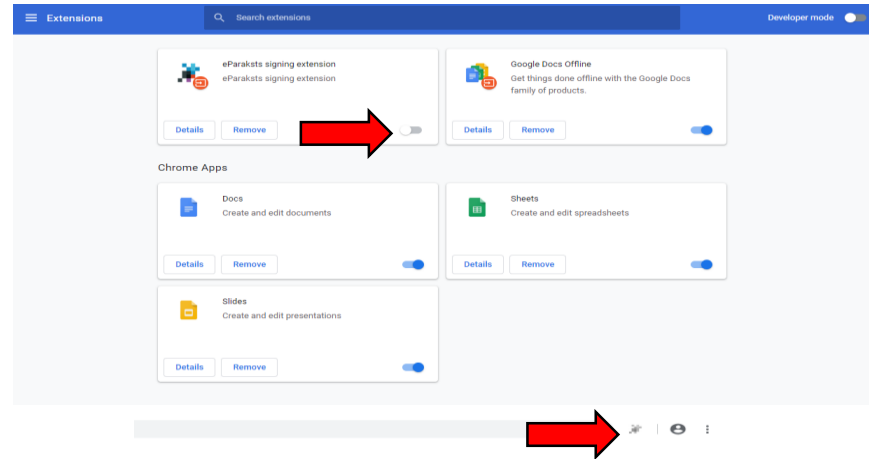 Extensions
Search extensions
Developer mode
eParaksts signing extension
eParaksts signing extension
Details
Remove
Google Docs Offline
Get things done offline with the Google Docs
family of products.
Details
Remove
Chrome Apps
Docs
Create and edit documents
Details
Remove
Sheets
Create and edit spreadsheets
Details
Remove
Slides
Create and edit presentations
Details
Remove